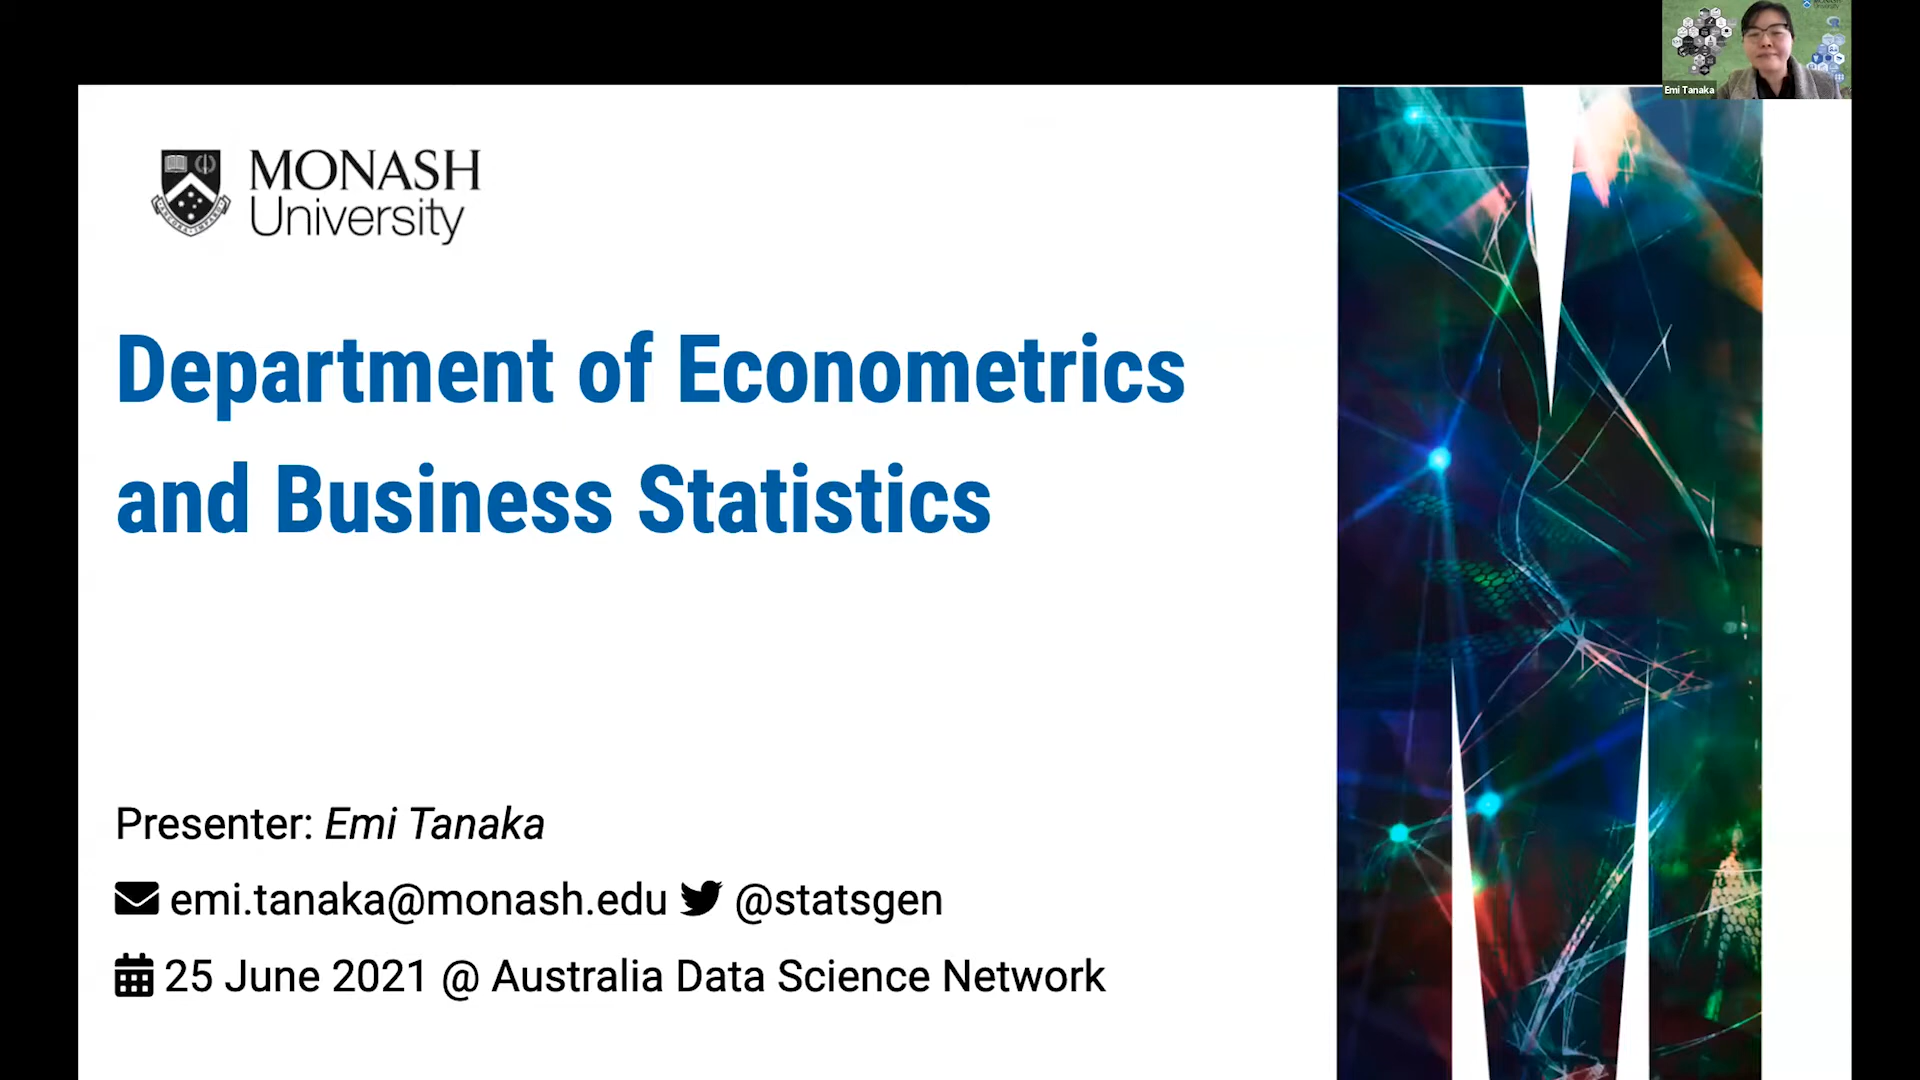 Emi Tanaka
MONASH
University
Department of Econometrics
and Business Statistics
Presenter: Emi Tanaka
emi.tanaka@monash.edu @statsgen
25 June 2021 @ Australia Data Science Network